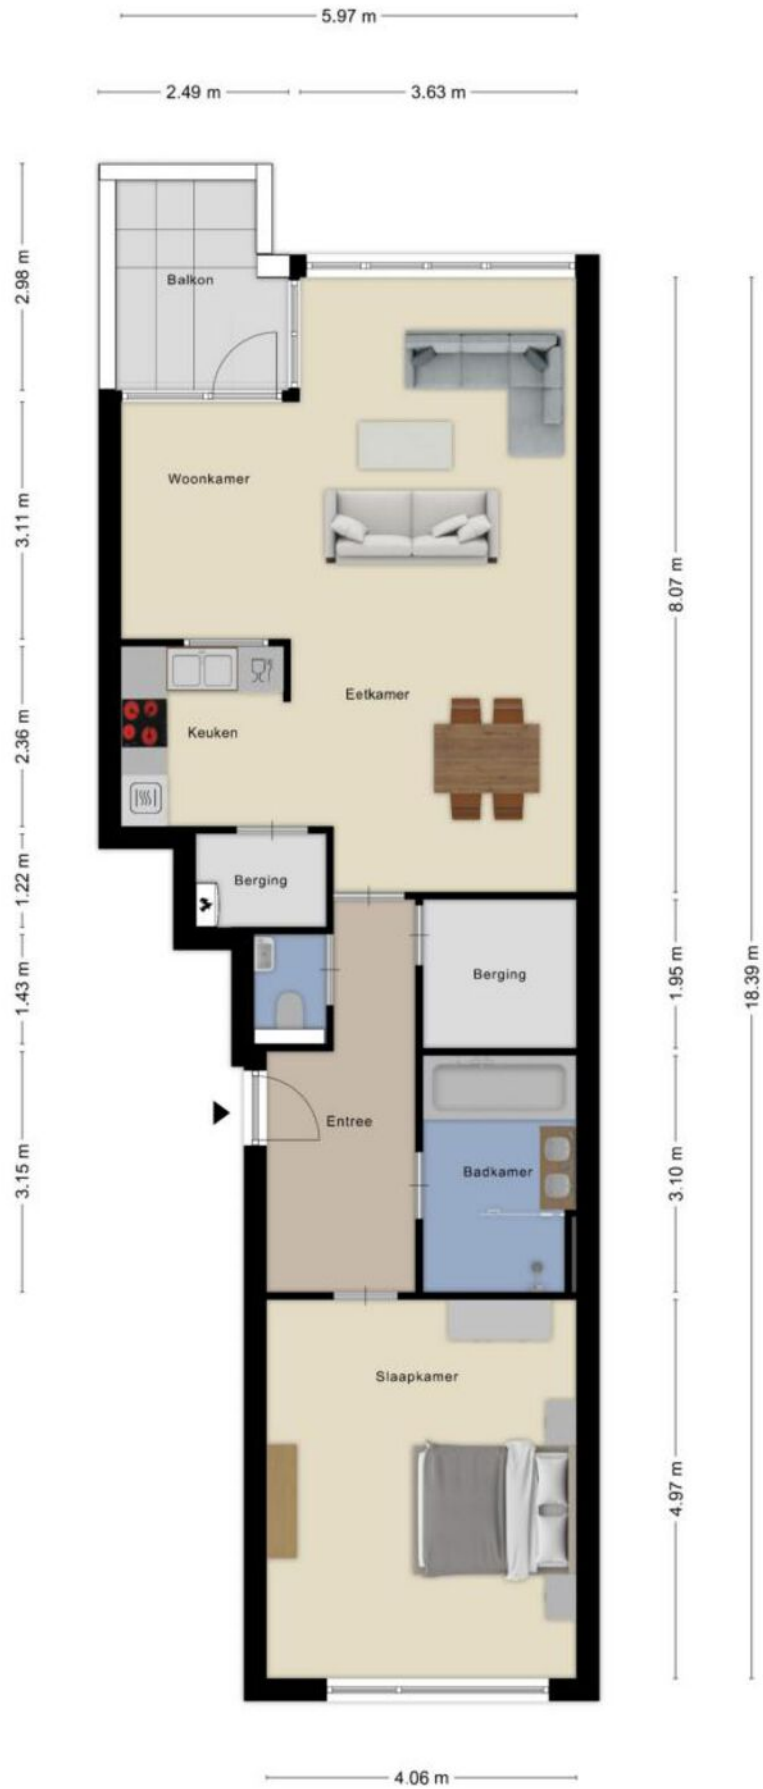 5.97 m
2.49 m
3.63 m
2.98 m
Balkon
Woonkamer
3.11 m
8.07 m
Eetkamer
Keuken
2.36 m
Berging
1.22 m
Berging
1.43 m
1.95 m
18.39 m
Entree
Badkamer
3.15 m
3.10 m
Slaapkamer
4.97 m
4.06 m